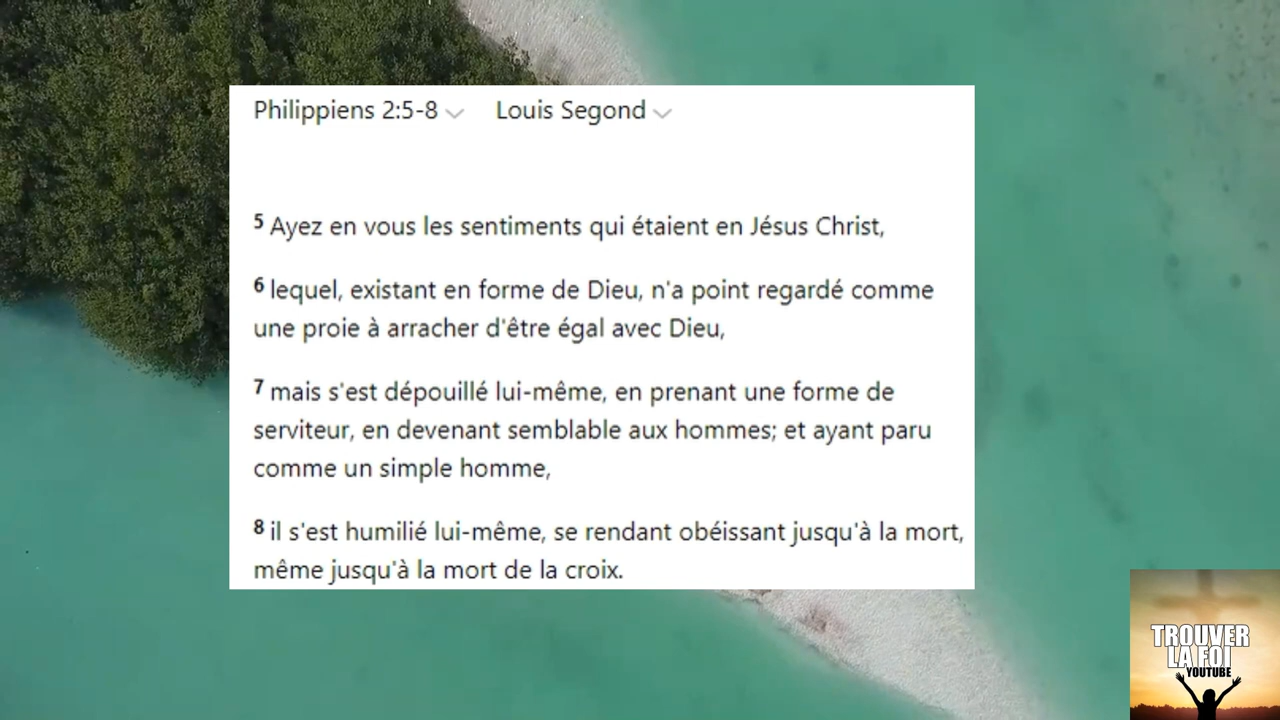 Philippiens 2:5-8 Louis Segond
5 Ayez en vous les sentiments qui étaient en Jésus Christ,
6 lequel, existant en forme de Dieu, n'a point regardé comme
une proie à arracher d'être égal avec Dieu,
7 mais s'est dépouillé lui-même, en prenant une forme de
serviteur, en devenant semblable aux hommes; et ayant paru
comme un simple homme,
8 il s'est humilié lui-même, se rendant obéissant jusqu'à la mort,
même jusqu'à la mort de la croix.
TROUVER
LA FOI
YOUTUBE